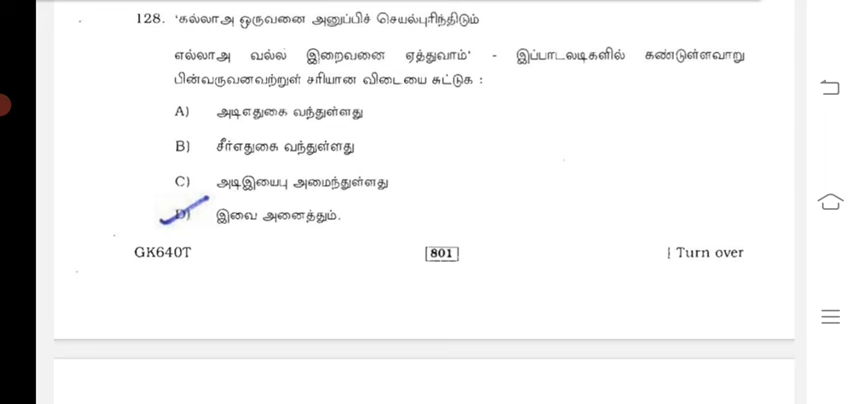 128. 'கல்லாஅ ஒருவனை அனுப்பிச் செயல்புரிந்திடும்
எல்லாஅ வல்ல இறைவனை ஏத்துவாம்' - இப்பாடலடிகளில் கண்டுள்ளவாறு
பின்வருவனவற்றுள் சரியான விடையை சுட்டுக :
A) அடிஎதுகை வந்துள்ளது
B) சீர்எதுகை வந்துள்ளது
C) அடிஇயைபு அமைந்துள்ளது
D) இவை அனைத்தும்.
GK640T 801 [ Turn over